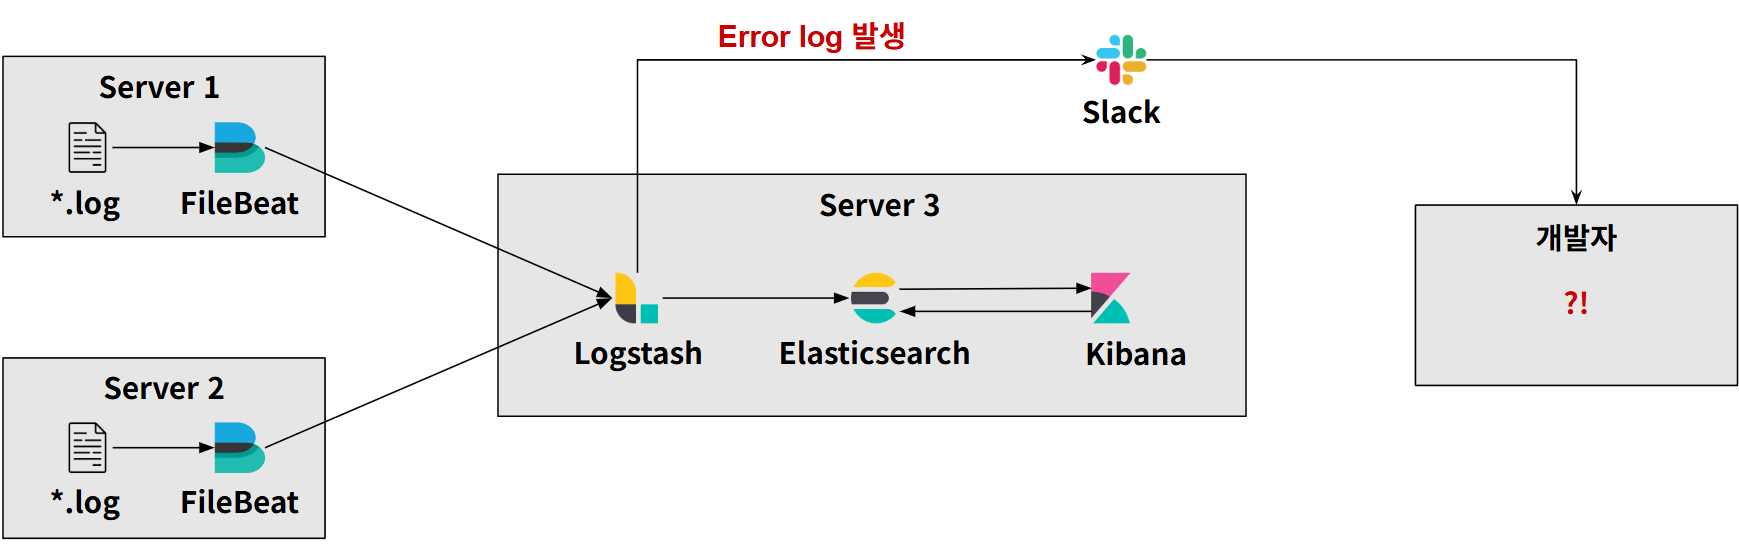 Error log 발생
Slack
Server 1
*.log
FileBeat
Server 2
*.log
FileBeat
Server 3
Logstash
Elasticsearch
Kibana
개발자
?!